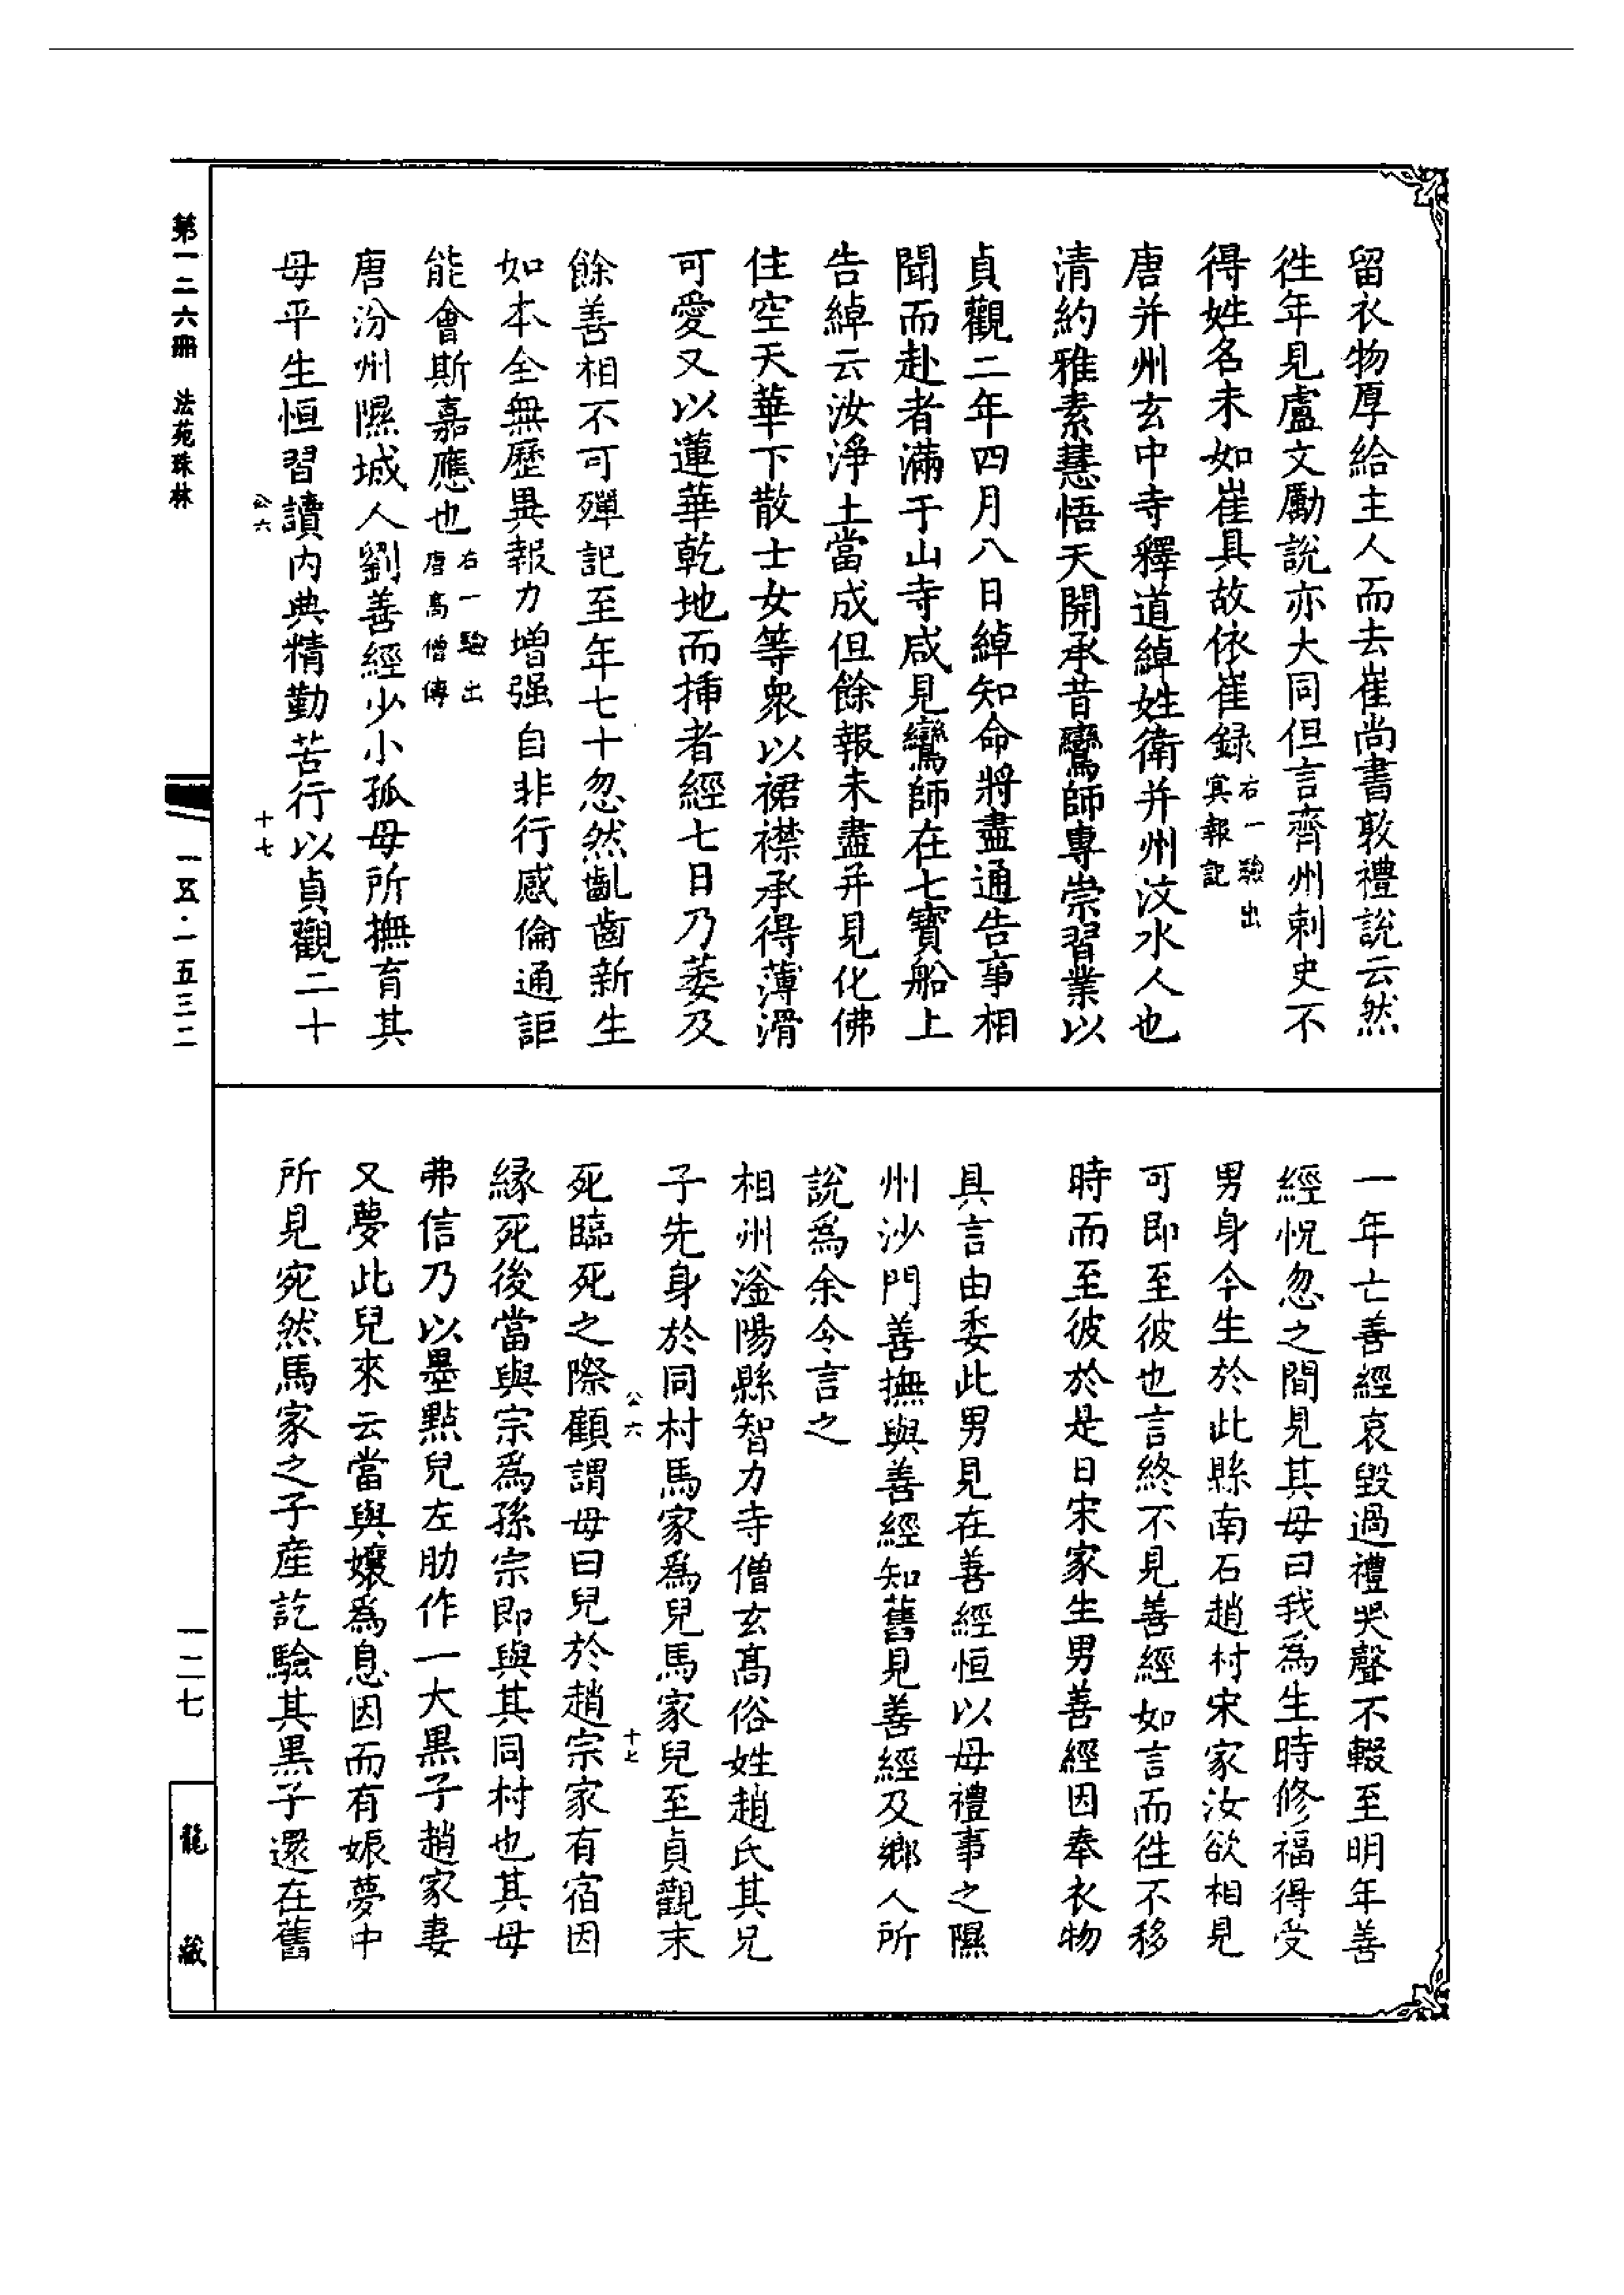 留衣物厚給主人而去崔尚書敦禮說云然
徃年見盧文勵說亦大同但言齊州刺史不
得姓名未如崔具故依崔録右一驗出冥報記
唐并州玄中寺釋道綽姓衛并州汶水人也
清約雅素慧悟天開承昔鸞師專崇習業以
貞觀二年四月八日綽知命將盡通告事相
聞而赴者滿于山寺咸見鸞師在七寶船上
告綽云汝淨土當成但餘報未盡并見化佛
住空天華下散士女等衆以裙襟承得薄滑
可愛又以蓮華乾地而揷者經七日乃萎及
餘善相不可殫記至年七十忽然齓齒新生
如本全無歷異報力增强自非行感倫通詎
能會斯嘉應也右一驗出唐高僧傳
唐汾州隰城人劉善經少小孤母所撫育其
母平生恒習讀内典精勤苦行以貞觀二十
公六
十七
一年亡善經哀毀過禮哭聲不輟至明年善
經怳忽之間見其母曰我為生時修福得受
男身今生於此縣南石趙村宋家汝欲相見
可即至彼也言終不見善經如言而徃不移
時而至彼於是日宋家生男善經因奉衣物
具言由委此男見在善經恒以母禮事之隰
州沙門善撫與善經知舊見善經及鄉人所
說為余令言之
相州滏陽縣智力寺僧玄高俗姓趙氏其兄
子先身於同村馬家為兒馬家兒至貞觀末
公六
十七
死臨死之際顧謂母曰兒於趙宗家有宿因
縁死後當與宗為孫宗即與其同村也其母
弗信乃以墨點兒左肋作一大黒子趙家妻
又夢此兒來云當與孃為息因而有娠夢中
所見宛然馬家之子産訖驗其黒子還在舊
第一二六冊
法苑珠林
一五·一五三二
一二七
龍藏